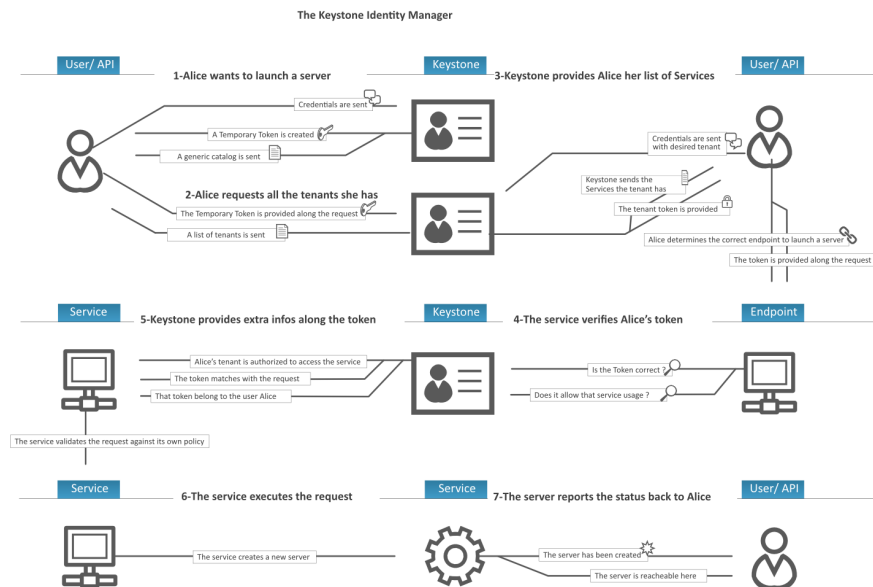 The Keystone Identity Manager
User/ API
1-Alice wants to launch a server
Keystone
3-Keystone provides Alice her list of Services
User/ API
Credentials are sent
A Temporary Token is created
A generic catalog is sent
2-Alice requests all the tenants she has
The Temporary Token is provided along the request
A list of tenants is sent
Credentials are sent
with desired tenant
Keystone sends the
Services the tenant has
The tenant token is provided
Alice determines the correct endpoint to launch a server
The token is provided along the request
Service
5-Keystone provides extra infos along the token
Keystone
4-The service verifies Alice's token
Endpoint
Alice's tenant is authorized to access the service
The token matches with the request
That token belong to the user Alice
Is the Token correct ?
Does it allow that service usage ?
The service validates the request against its own policy
Service
6-The service executes the request
Service
7-The server reports the status back to Alice
User/ API
The service creates a new server
The server has been created
The server is reacheable here